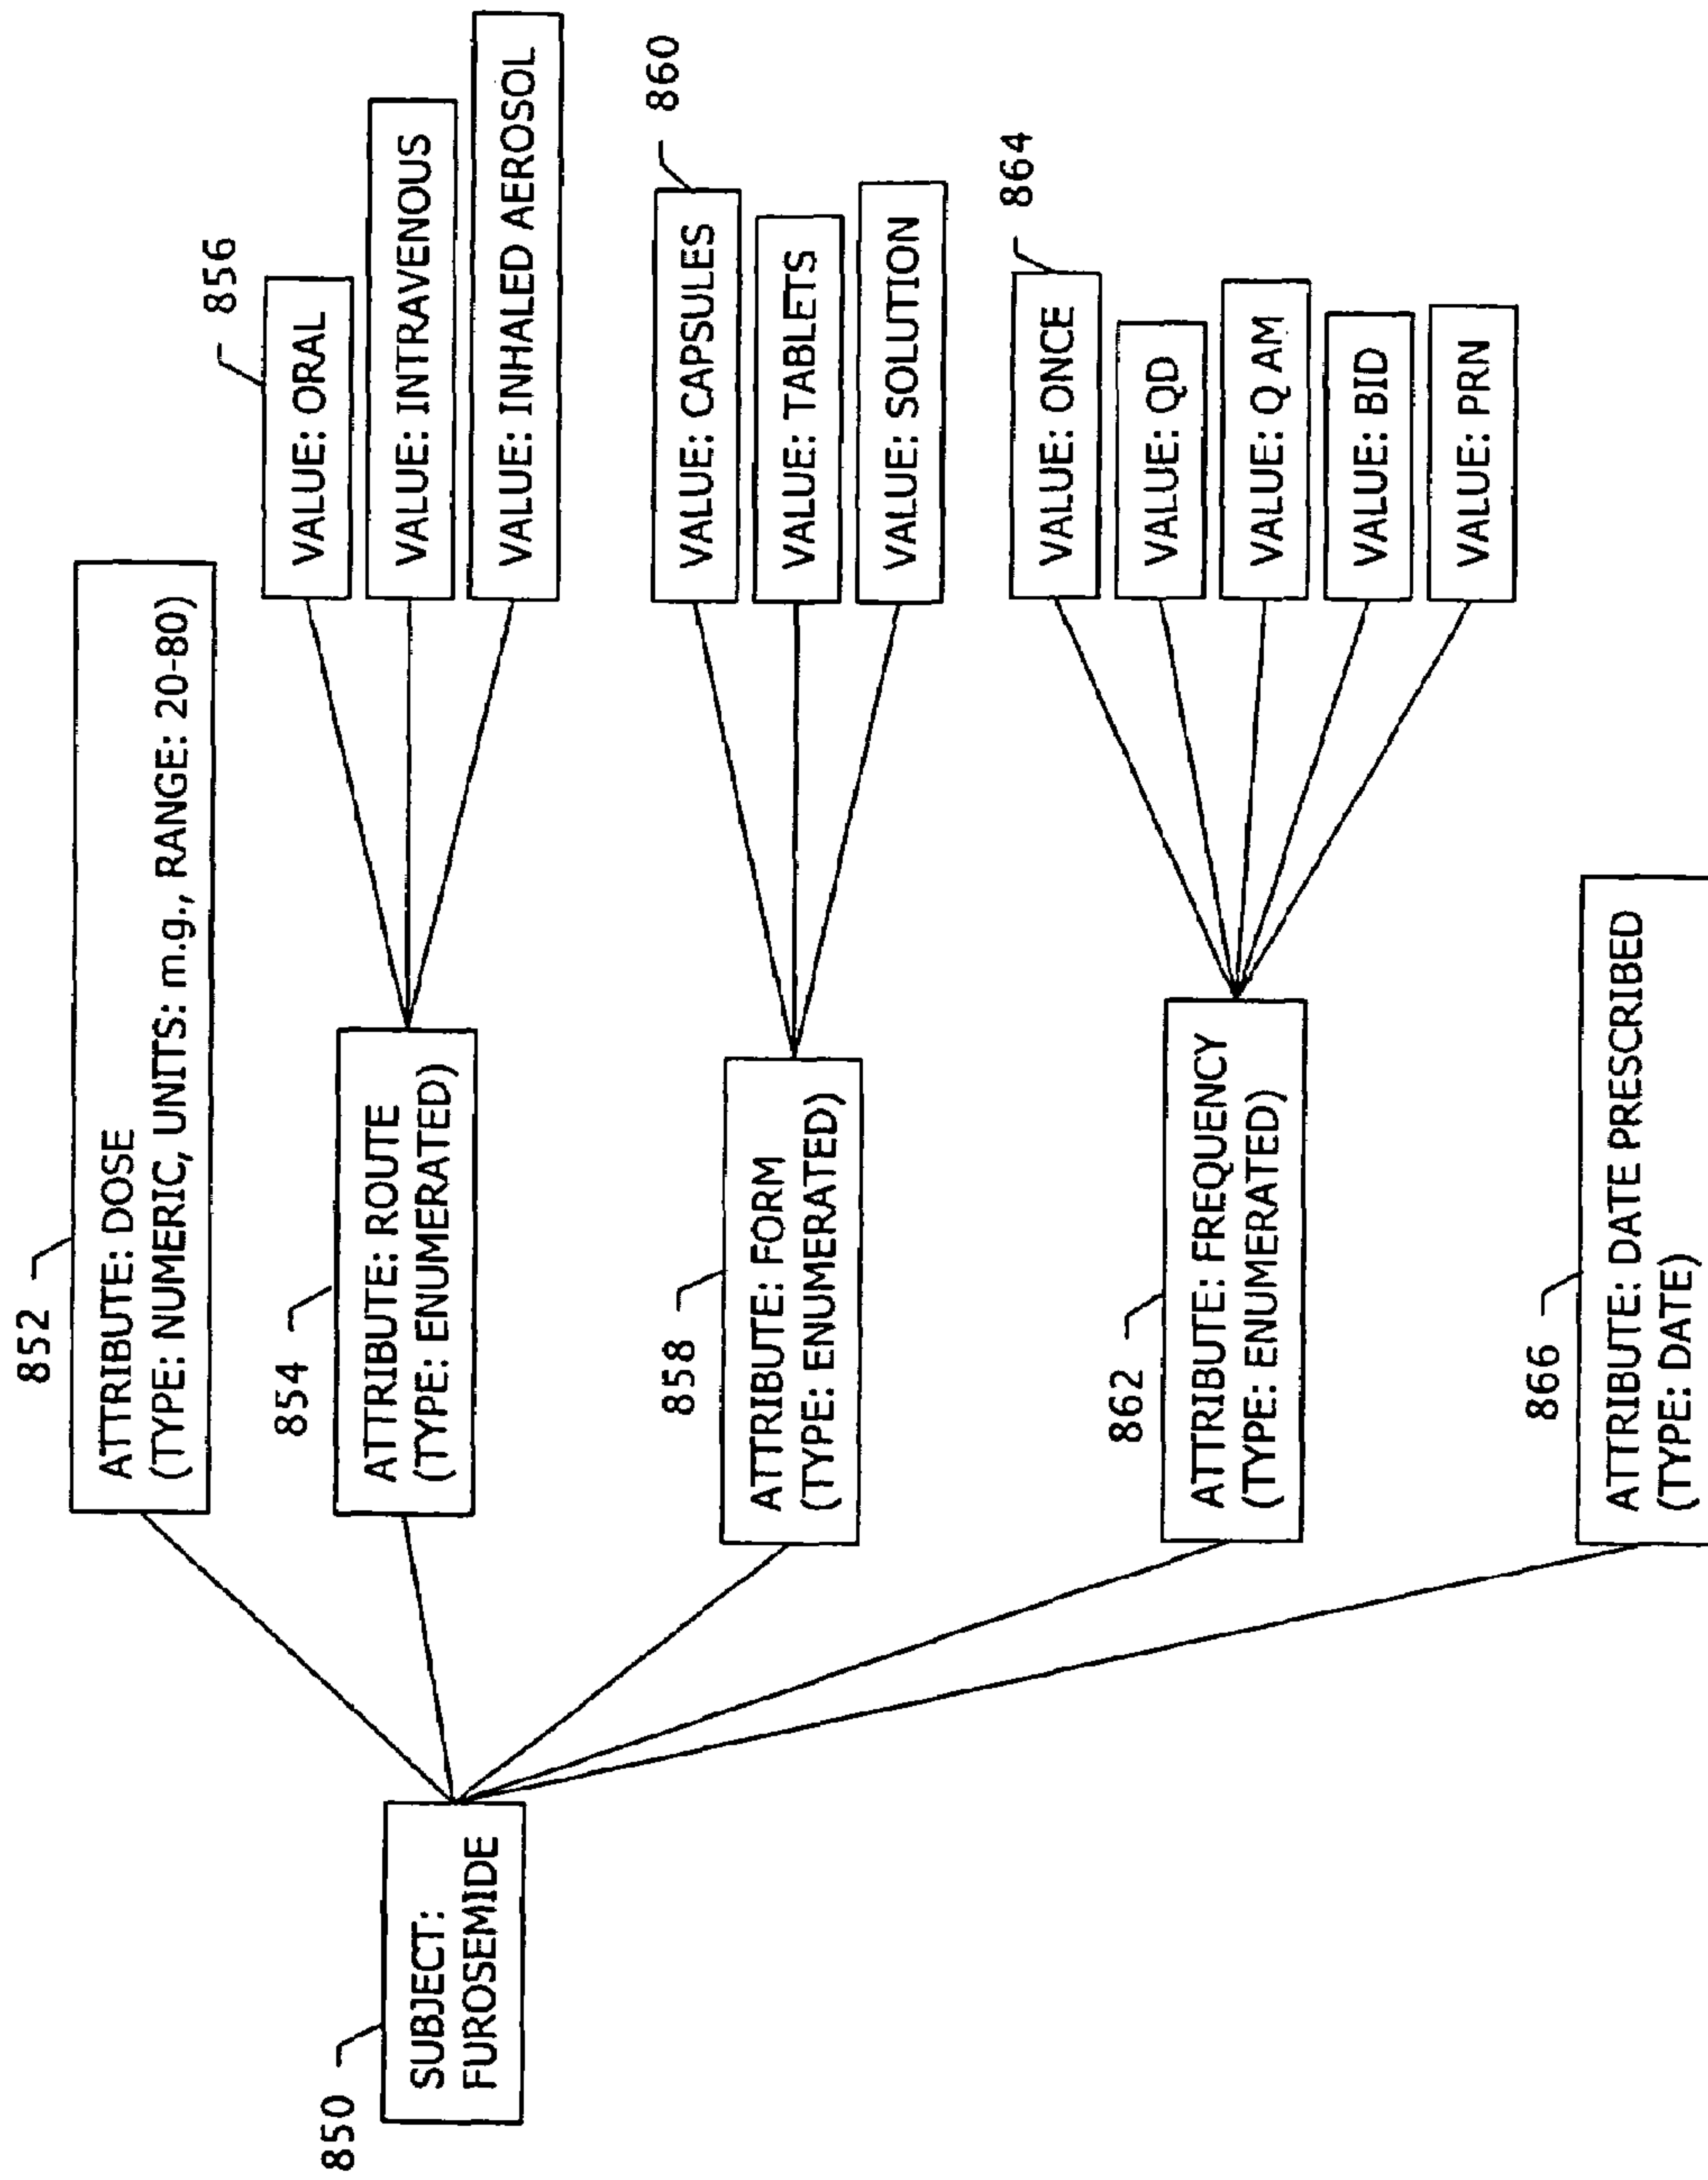 850
SUBJECT:
FUROSEMIDE
852
ATTRIBUTE: DOSE
(TYPE: NUMERIC, UNITS: m.g., RANGE: 20-80)
854
ATTRIBUTE: ROUTE
(TYPE: ENUMERATED)
856
VALUE: ORAL
VALUE: INTRAVENOUS
VALUE: INHALED AEROSOL
858
ATTRIBUTE: FORM
(TYPE: ENUMERATED)
860
VALUE: CAPSULES
VALUE: TABLETS
VALUE: SOLUTION
862
ATTRIBUTE: FREQUENCY
(TYPE: ENUMERATED)
864
VALUE: ONCE
VALUE: QD
VALUE: Q AM
VALUE: BID
VALUE: PRN
866
ATTRIBUTE: DATE PRESCRIBED
(TYPE: DATE)